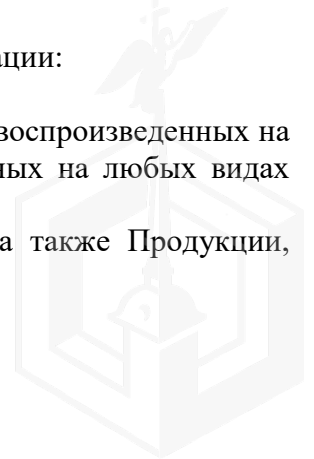 ации:
воспроизведенных на
ных на любых видах
а также Продукции,